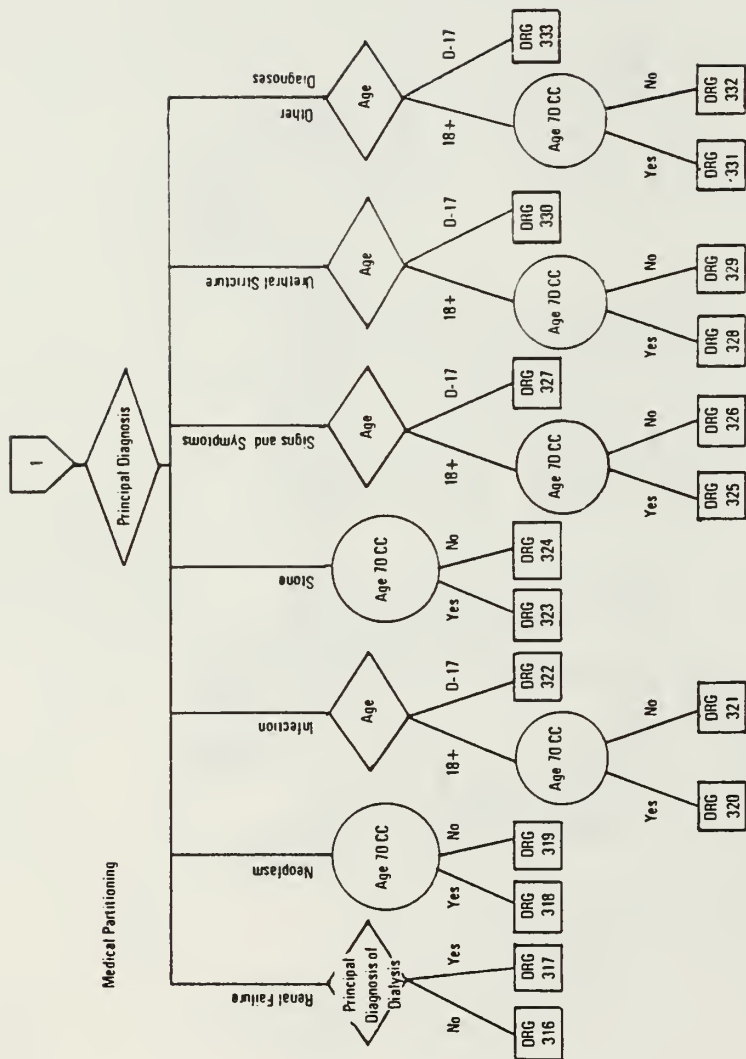 Medical Partitioning
1
Principal Diagnosis
Renal Failure
Neoplasm
Infection
Stone
Signs and Symptoms
Urethral Structure
Other
Diagnoses
Principal
Diagnosis of
Dialysis
Age 70 CC
Age
Age 70 CC
Age
Age
Age
No
Yes
Yes
No
18+
D-17
Yes
No
18+
D-17
18+
D-17
18+
D-17
DRG
316
DRG
317
DRG
318
DRG
319
Age 70 CC
DRG
322
DRG
323
DRG
324
Age 70 CC
DRG
327
Age 70 CC
DRG
330
Age 70 CC
DRG
333
Yes
No
Yes
No
Yes
No
Yes
No
DRG
320
DRG
321
DRG
325
DRG
326
DRG
328
DRG
329
DRG
331
DRG
332